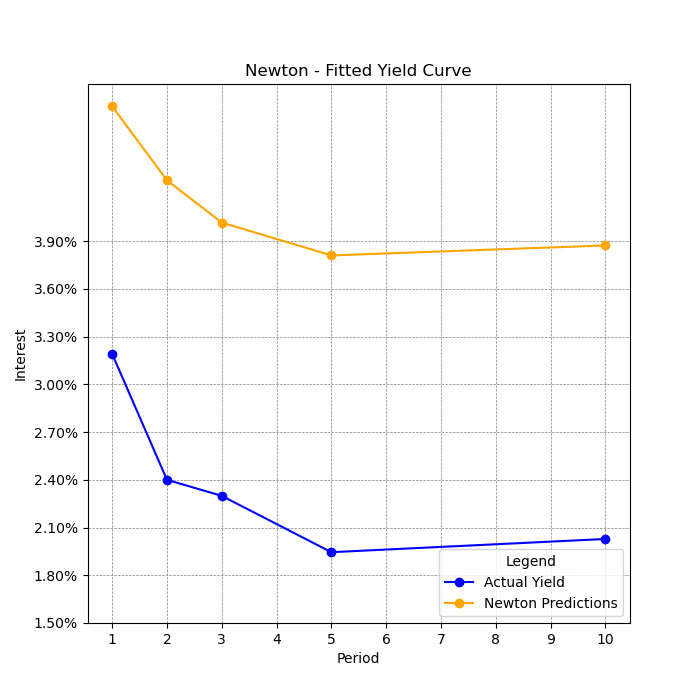 Newton - Fitted Yield Curve
Interest
3.90%
3.60%
3.30%
3.00%
2.70%
2.40%
2.10%
1.80%
1.50%
Legend
Actual Yield
Newton Predictions
1 2 3 4 5 6 7 8 9 10
Period